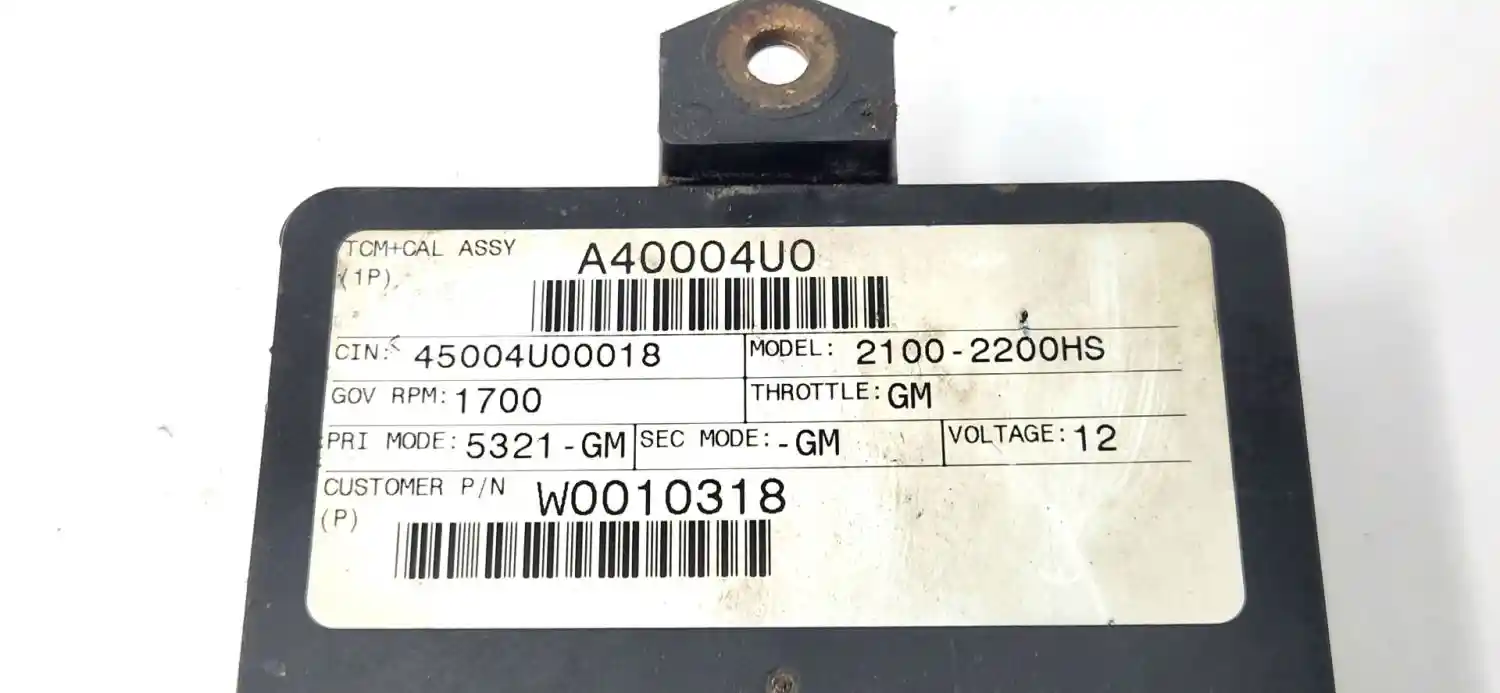 TCM+CAL ASSY A40004U0
(1P)
CIN: 45004U00018 MODEL: 2100-2200HS
GOV RPM: 1700 THROTTLE: GM
PRI MODE: 5321-GM SEC MODE: -GM VOLTAGE: 12
CUSTOMER P/N W0010318
(P)